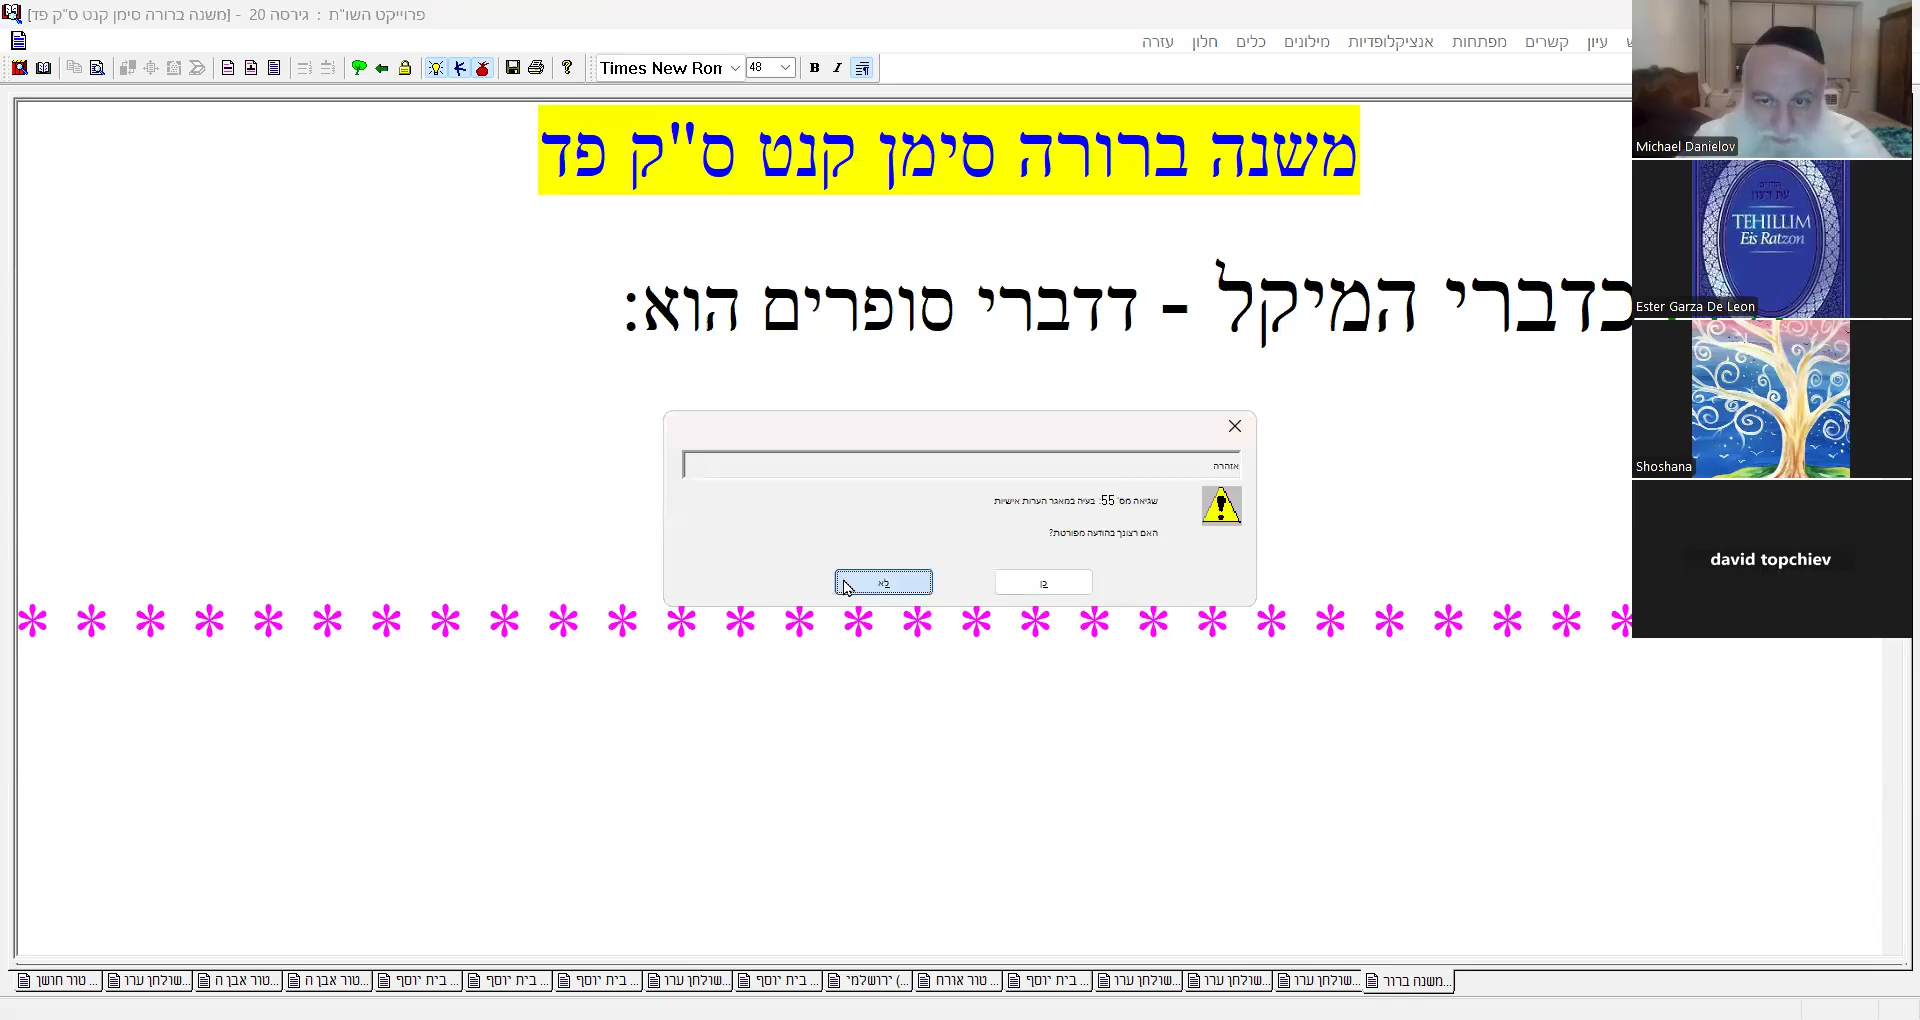 פרוייקט השו"ת : גירסה 20 - [משנה ברורה סימן קנט ס"ק פד]
עיון קשרים מפתחות אנציקלופדיות מילונים כלים חלון עזרה
Times New Ron 48 B I
משנה ברורה סימן קנט ס"ק פד
כדברי המיקל - דדברי סופרים הוא:
אזהרה
שגיאה מס' 55: בעיה במאגר הערות אישיות
האם רצונך בהודעה מפורטת?
כן
לא
* * * * * * * * * * * * * * * * * * * * * * * * * * * *
Michael Danielov
תהילים
עת רצון
TEHILLIM
Eis Ratzon
Ester Garza De Leon
Shoshana
david topchiev
משנה ברור...
שולחן ערו...
שולחן ערו...
שולחן ערו...
בית יוסף ...
טור אורח ...
ירושלמי (...
בית יוסף ...
שולחן ערו...
בית יוסף ...
בית יוסף ...
בית יוסף ...
טור אבן ה...
טור אבן ה...
שולחן ערו...
טור חושן ...